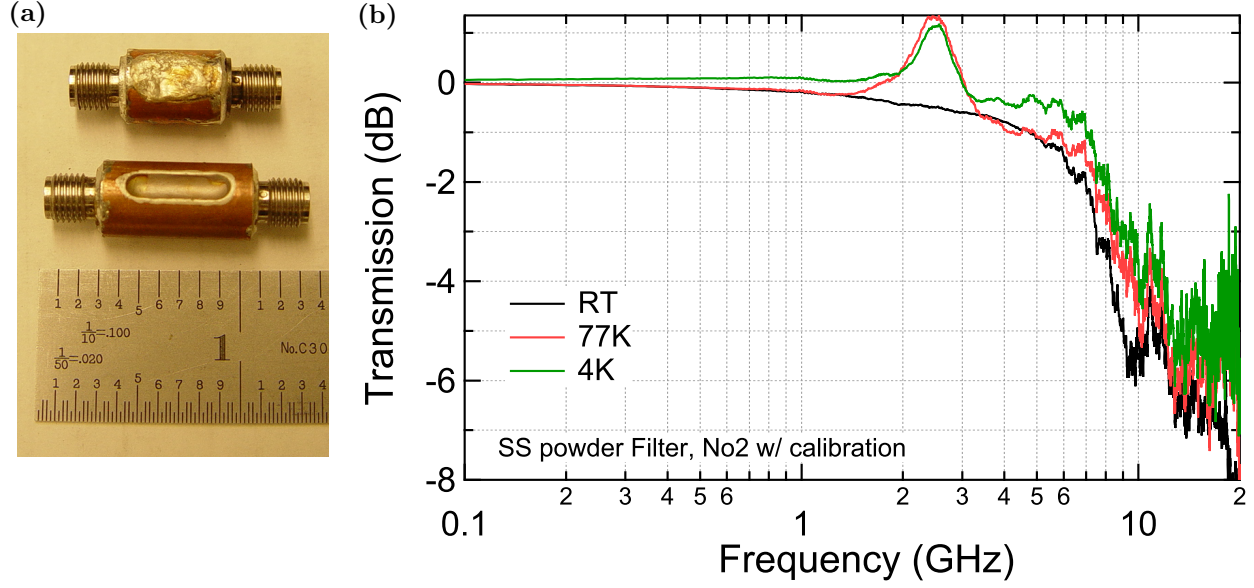 (a)
1 2 3 4 5 6 7 8 9 1 2 3 4
1/10 = .100
1/50 = .020
1
No.C30
1 2 3 4 5 6 7 8 9 1 2 3 4
(b)
Transmission (dB)
0
-2
-4
-6
-8
RT
77K
4K
SS powder Filter, No2 w/ calibration
2 3 4 5 6 2 3 4 5 6 2
0.1 1 10
Frequency (GHz)